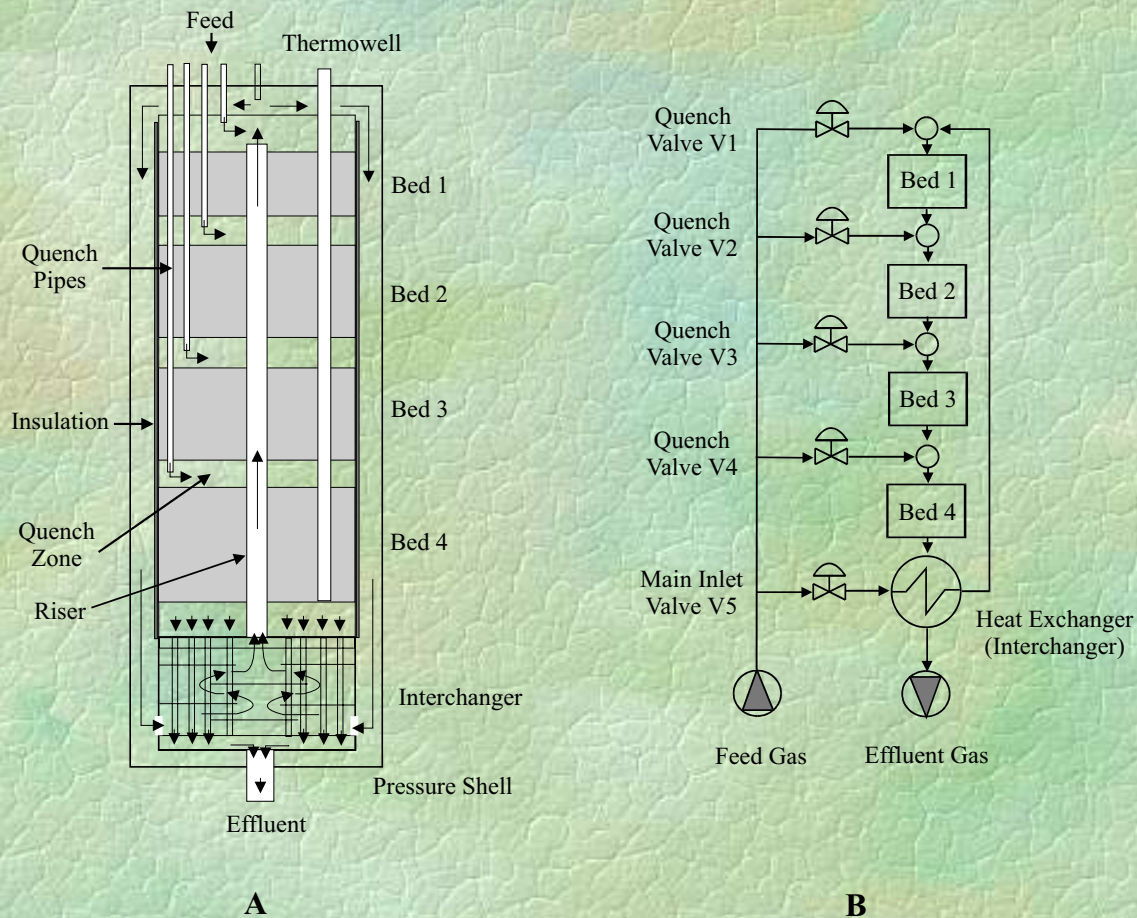 Feed
Thermowell
Bed 1
Quench
Pipes
Bed 2
Insulation
Bed 3
Quench
Zone
Bed 4
Riser
Interchanger
Pressure Shell
Effluent
A
Quench
Valve V1
Bed 1
Quench
Valve V2
Bed 2
Quench
Valve V3
Bed 3
Quench
Valve V4
Bed 4
Main Inlet
Valve V5
Heat Exchanger
(Interchanger)
Feed Gas
Effluent Gas
B